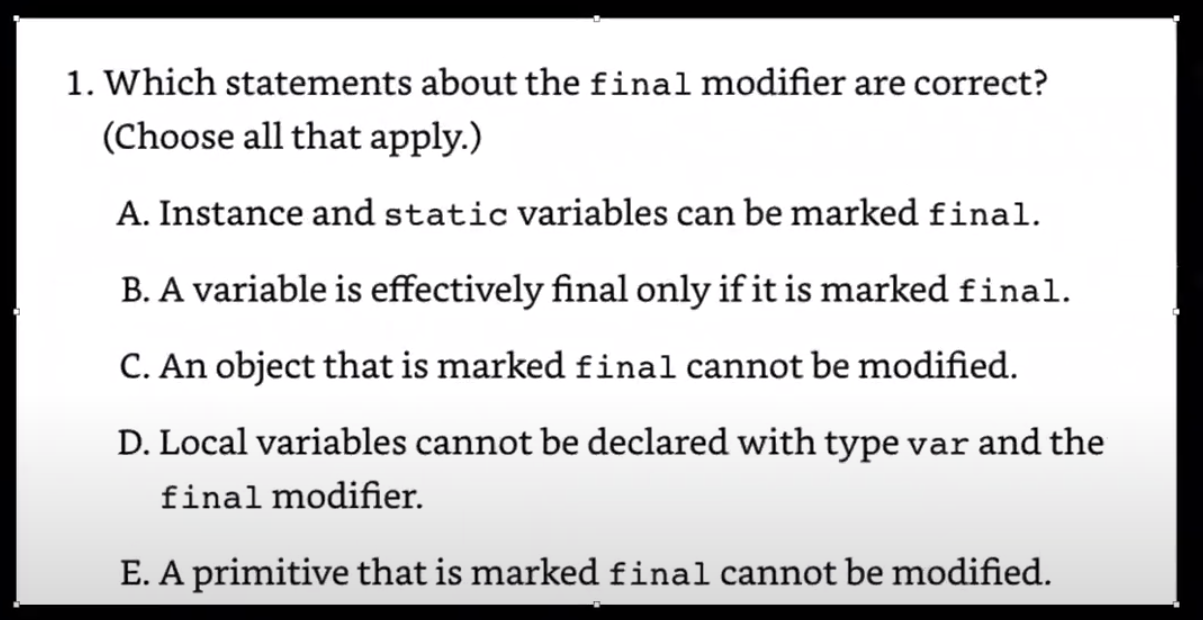 1. Which statements about the final modifier are correct?
(Choose all that apply.)
A. Instance and static variables can be marked final.
B. A variable is effectively final only if it is marked final.
C. An object that is marked final cannot be modified.
D. Local variables cannot be declared with type var and the
final modifier.
E. A primitive that is marked final cannot be modified.